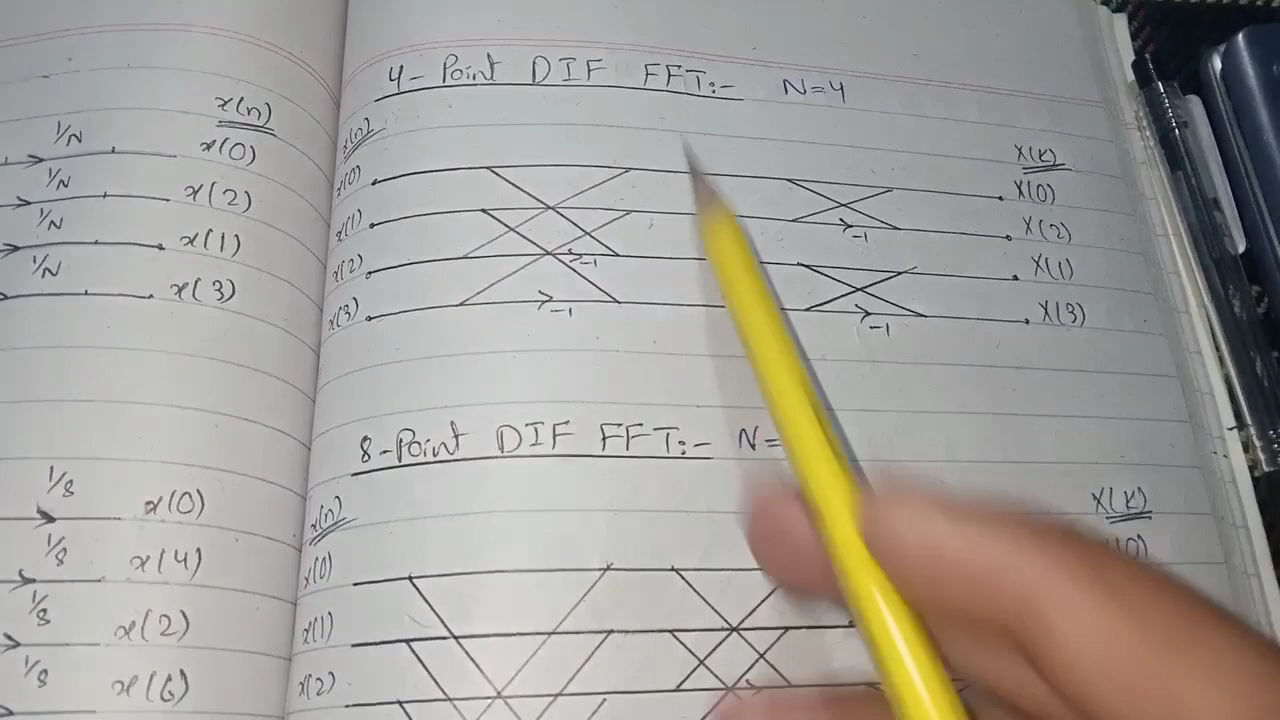 x(n)
1/N x(0)
1/N x(2)
1/N x(1)
1/N x(3)
1/8 x(0)
1/8 x(4)
1/8 x(2)
1/8 x(6)
4-Point DIF FFT:- N=4
x(n) X(K)
x(0) X(0)
x(1) -1 X(2)
x(2) -1 X(1)
x(3) -1 -1 X(3)
8-Point DIF FFT:- N=
x(n) X(K)
x(0)
x(1)
x(2)